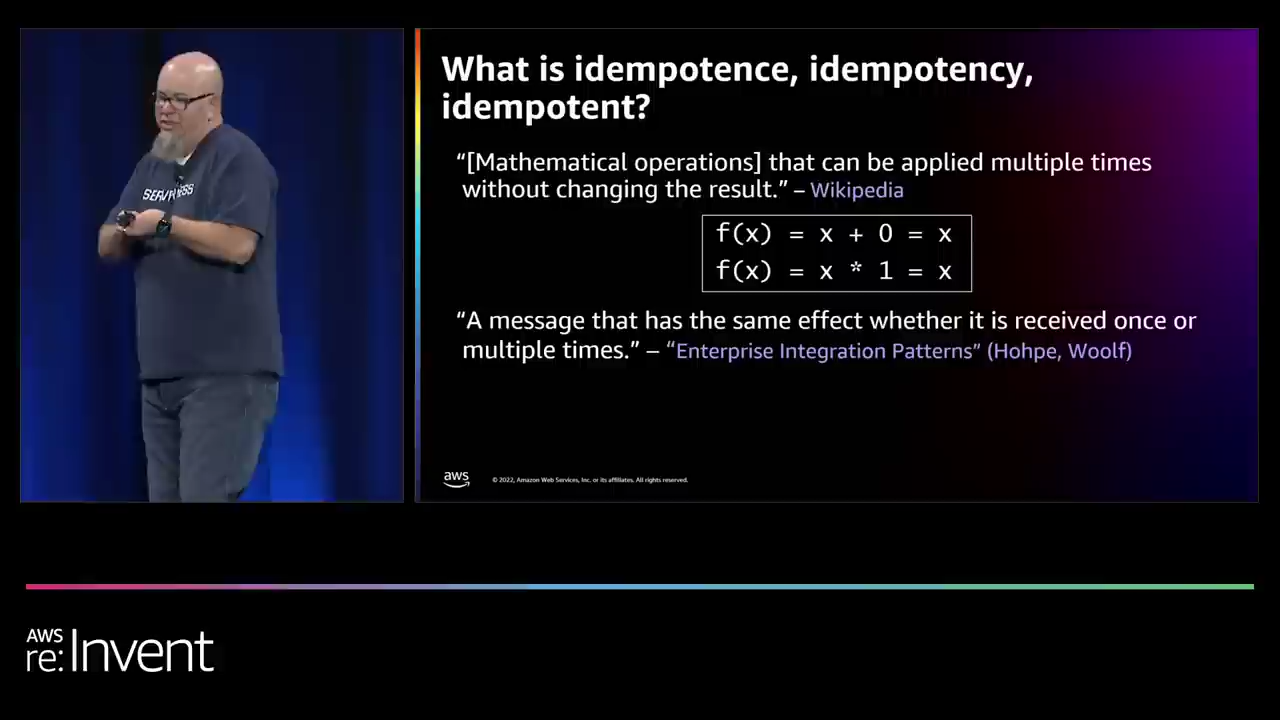 What is idempotence, idempotency,
idempotent?
“[Mathematical operations] that can be applied multiple times
without changing the result.” – Wikipedia
f(x) = x + 0 = x
f(x) = x * 1 = x
“A message that has the same effect whether it is received once or
multiple times.” – “Enterprise Integration Patterns” (Hohpe, Woolf)
aws
© 2022, Amazon Web Services, Inc. or its affiliates. All rights reserved.
AWS
re:Invent